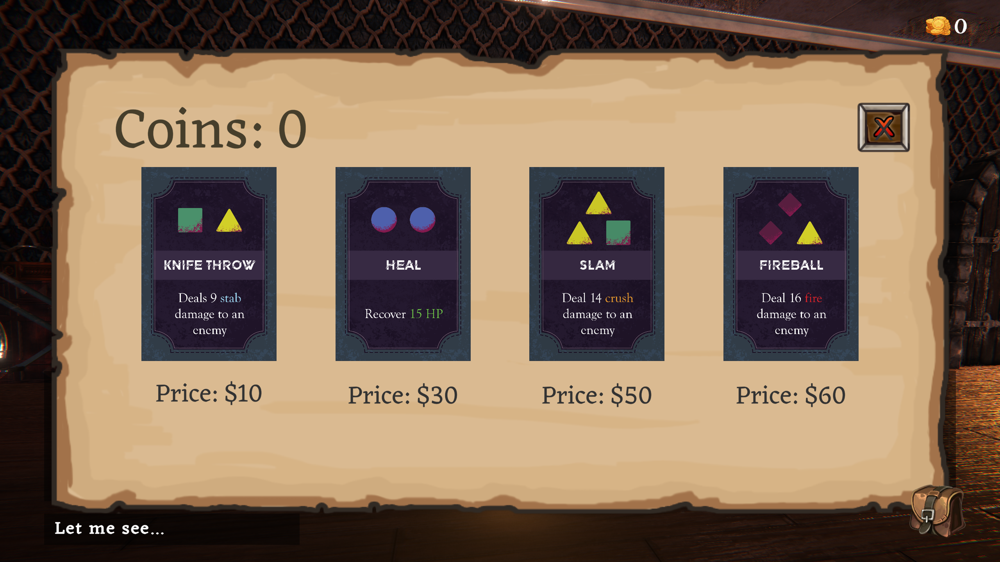 0
Coins: 0
KNIFE THROW
Deals 9 stab
damage to an
enemy
Price: $10
HEAL
Recover 15 HP
Price: $30
SLAM
Deal 14 crush
damage to an
enemy
Price: $50
FIREBALL
Deal 16 fire
damage to an
enemy
Price: $60
Let me see...